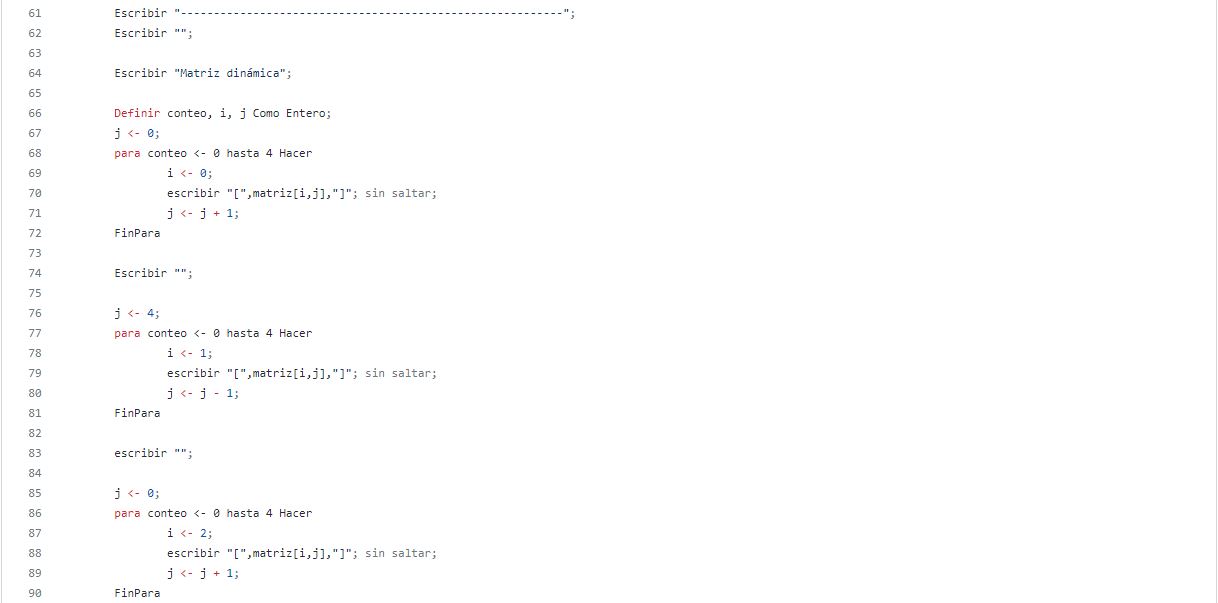 61 Escribir "----------------------------------------------------------";
62 Escribir "";
63
64 Escribir "Matriz dinámica";
65
66 Definir conteo, i, j Como Entero;
67 j <- 0;
68 para conteo <- 0 hasta 4 Hacer
69 i <- 0;
70 escribir "[",matriz[i,j],"]"; sin saltar;
71 j <- j + 1;
72 FinPara
73
74 Escribir "";
75
76 j <- 4;
77 para conteo <- 0 hasta 4 Hacer
78 i <- 1;
79 escribir "[",matriz[i,j],"]"; sin saltar;
80 j <- j - 1;
81 FinPara
82
83 escribir "";
84
85 j <- 0;
86 para conteo <- 0 hasta 4 Hacer
87 i <- 2;
88 escribir "[",matriz[i,j],"]"; sin saltar;
89 j <- j + 1;
90 FinPara